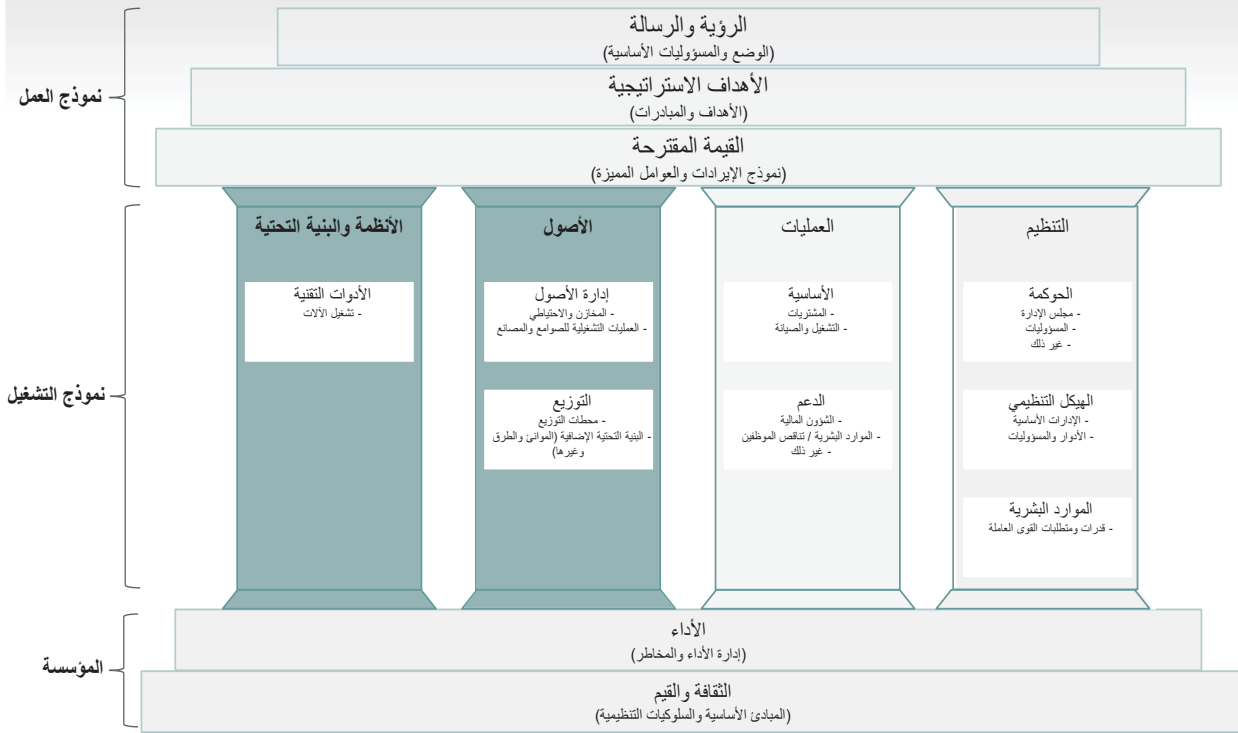 الرؤية والرسالة
(الوضع والمسؤوليات الأساسية)
نموذج العمل
الأهداف الاستراتيجية
(الأهداف والمبادرات)
القيمة المقترحة
(نموذج الإيرادات والعوامل المميزة)
نموذج التشغيل
التنظيم
الحوكمة
- مجلس الإدارة
- المسؤوليات
- غير ذلك
الهيكل التنظيمي
- الإدارات الأساسية
- الأدوار والمسؤوليات
الموارد البشرية
- قدرات ومتطلبات القوى العاملة
العمليات
الأساسية
- المشتريات
- التشغيل والصيانة
الدعم
- الشؤون المالية
- الموارد البشرية / تناقص الموظفين
- غير ذلك
الأصول
إدارة الأصول
- المخازن والاحتياطي
- العمليات التشغيلية للصوامع والمصانع
التوزيع
- محطات التوزيع
- البنية التحتية الإضافية (الموانئ والطرق
وغيرها)
الأنظمة والبنية التحتية
الأدوات التقنية
- تشغيل الآلات
المؤسسة
الأداء
(إدارة الأداء والمخاطر)
الثقافة والقيم
(المبادئ الأساسية والسلوكيات التنظيمية)